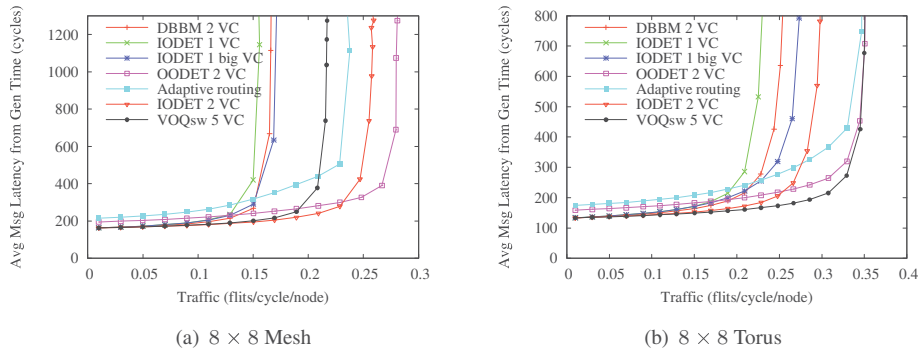 Avg Msg Latency from Gen Time (cycles)
1200
1000
800
600
400
200
0
DBBM 2 VC
IODET 1 VC
IODET 1 big VC
OODET 2 VC
Adaptive routing
IODET 2 VC
VOQsw 5 VC
0 0.05 0.1 0.15 0.2 0.25 0.3
Traffic (flits/cycle/node)
(a) 8 × 8 Mesh
Avg Msg Latency from Gen Time (cycles)
800
700
600
500
400
300
200
100
0
DBBM 2 VC
IODET 1 VC
IODET 1 big VC
OODET 2 VC
Adaptive routing
IODET 2 VC
VOQsw 5 VC
0 0.05 0.1 0.15 0.2 0.25 0.3 0.35 0.4
Traffic (flits/cycle/node)
(b) 8 × 8 Torus